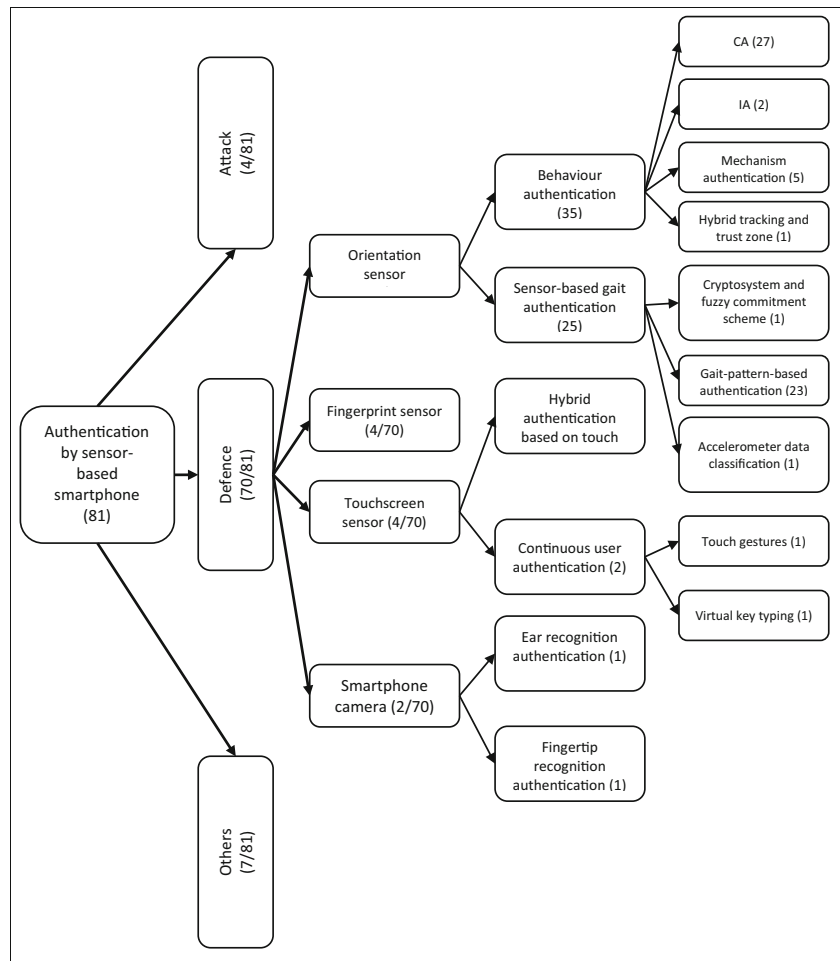 Authentication
by sensor-
based
smartphone
(81)
Attack
(4/81)
Defence
(70/81)
Others
(7/81)
Orientation
sensor
Fingerprint sensor
(4/70)
Touchscreen
sensor (4/70)
Smartphone
camera (2/70)
Behaviour
authentication
(35)
Sensor-based gait
authentication
(25)
Hybrid
authentication
based on touch
Continuous user
authentication (2)
Ear recognition
authentication (1)
Fingertip
recognition
authentication (1)
CA (27)
IA (2)
Mechanism
authentication (5)
Hybrid tracking and
trust zone (1)
Cryptosystem and
fuzzy commitment
scheme (1)
Gait-pattern-based
authentication (23)
Accelerometer data
classification (1)
Touch gestures (1)
Virtual key typing (1)